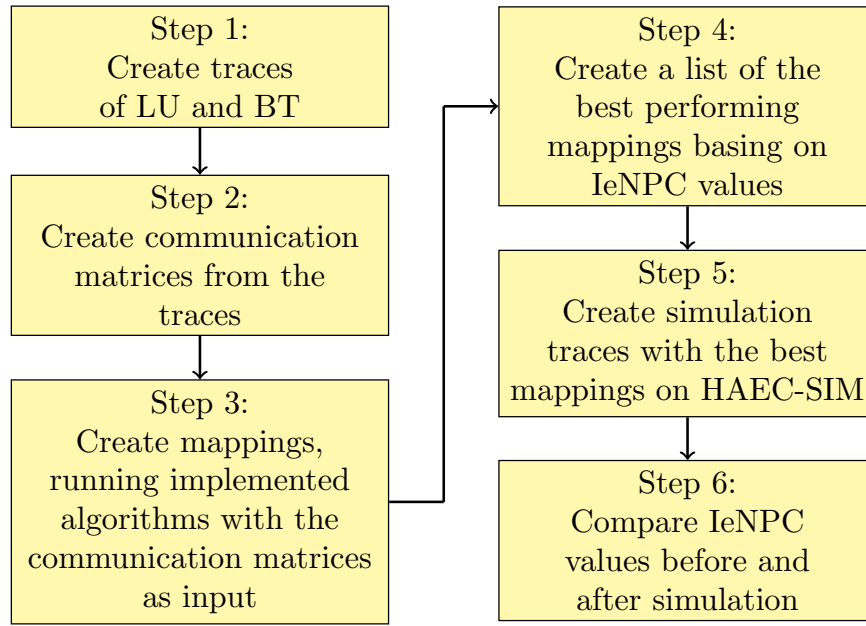 Step 1:
Create traces
of LU and BT
Step 2:
Create communication
matrices from the
traces
Step 3:
Create mappings,
running implemented
algorithms with the
communication matrices
as input
Step 4:
Create a list of the
best performing
mappings basing on
IeNPC values
Step 5:
Create simulation
traces with the best
mappings on HAEC-SIM
Step 6:
Compare IeNPC
values before and
after simulation